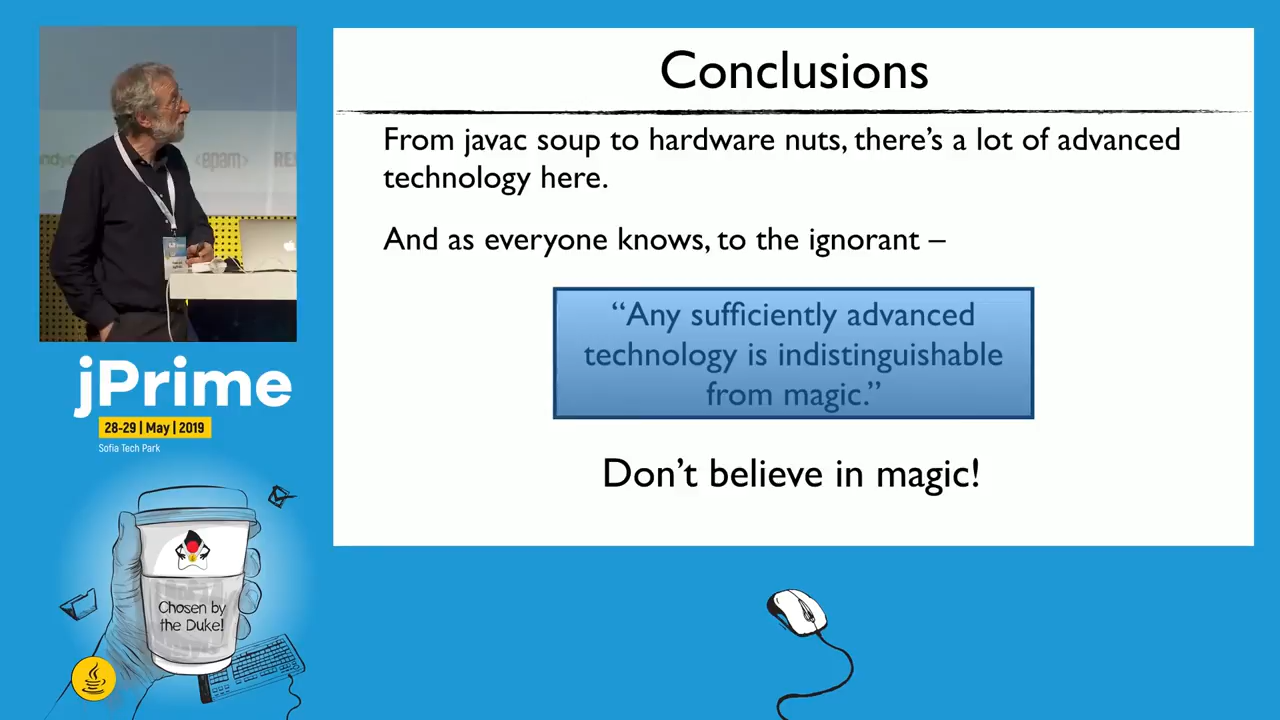 Conclusions
From javac soup to hardware nuts, there's a lot of advanced
technology here.
And as everyone knows, to the ignorant –
“Any sufficiently advanced
technology is indistinguishable
from magic.”
Don't believe in magic!
<epam>
jPrime
28-29 | May | 2019
Sofia Tech Park
Chosen by
the Duke!